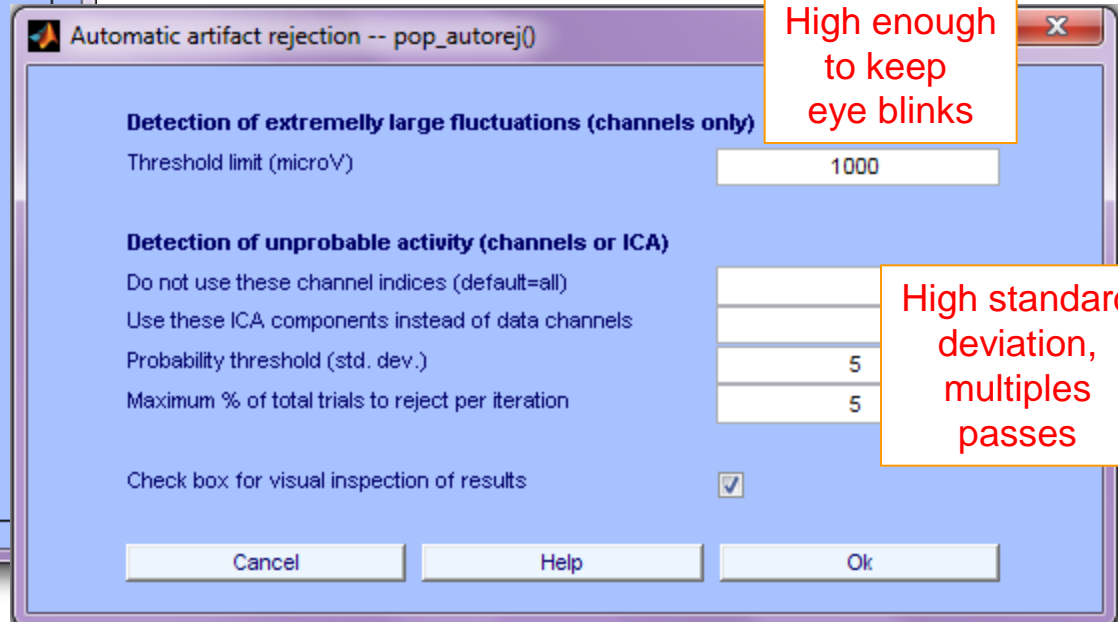 Automatic artifact rejection -- pop_autorej()
High enough
to keep
eye blinks
Detection of extremelly large fluctuations (channels only)
Threshold limit (microV)
1000
Detection of unprobable activity (channels or ICA)
Do not use these channel indices (default=all)
Use these ICA components instead of data channels
Probability threshold (std. dev.)
5
Maximum % of total trials to reject per iteration
5
High standard
deviation,
multiples
passes
Check box for visual inspection of results
Cancel
Help
Ok